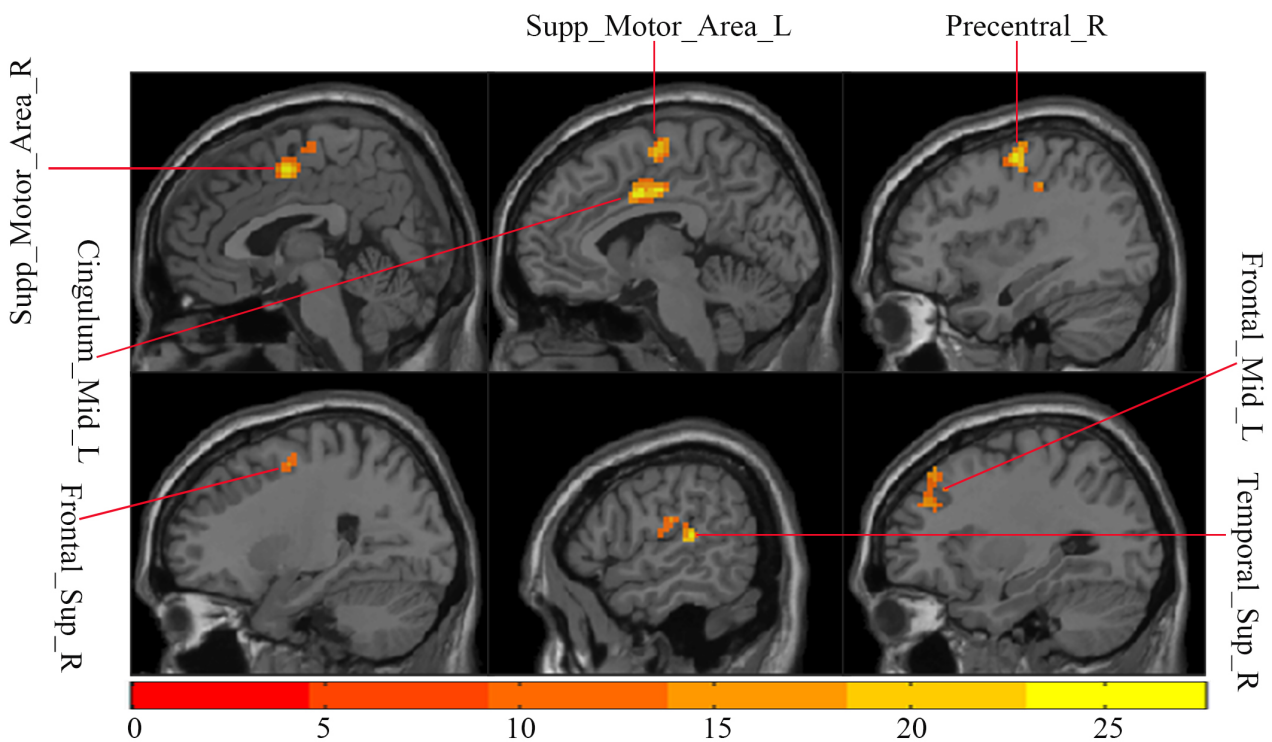 Supp_Motor_Area_L
Precentral_R
Supp_Motor_Area_R
Cingulum_Mid_L
Frontal_Mid_L
Frontal_Sup_R
Temporal_Sup_R
0 5 10 15 20 25